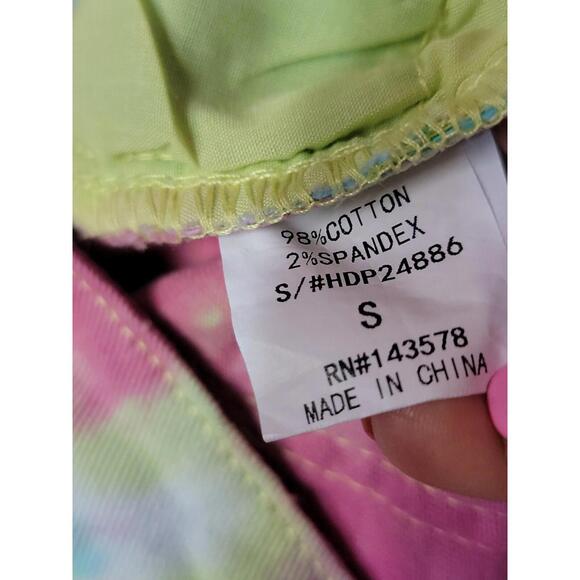 98%COTTON
2%SPANDEX
S/#HDP24886
S
RN#143578
MADE IN CHINA